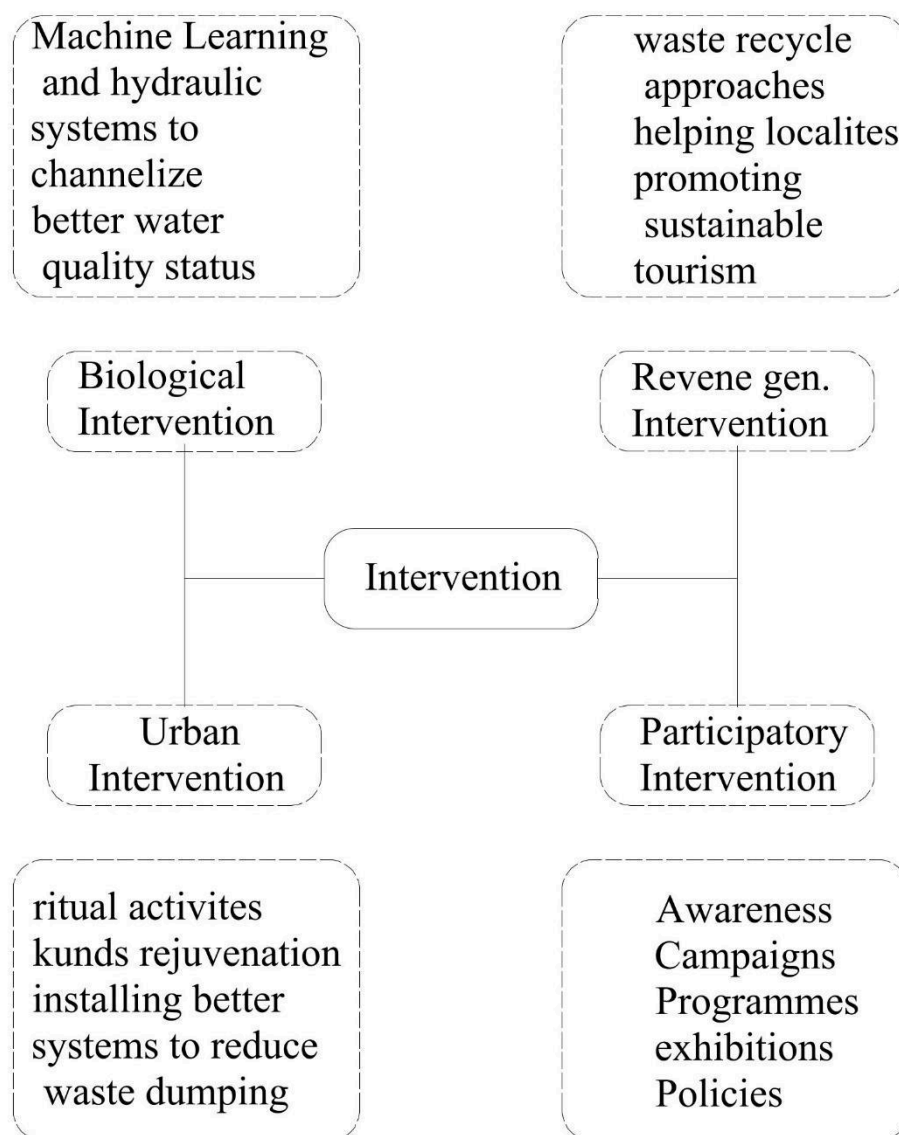 Machine Learning
and hydraulic
systems to
channelize
better water
quality status
waste recycle
approaches
helping localites
promoting
sustainable
tourism
Biological
Intervention
Revene gen.
Intervention
Intervention
Urban
Intervention
Participatory
Intervention
ritual activites
kunds rejuvenation
installing better
systems to reduce
waste dumping
Awareness
Campaigns
Programmes
exhibitions
Policies